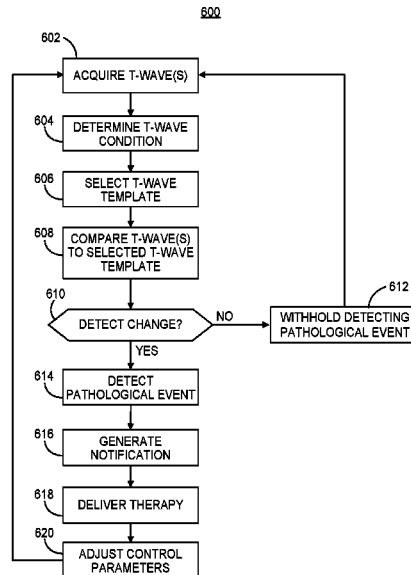 600
602
ACQUIRE T-WAVE(S)
604
DETERMINE T-WAVE
CONDITION
606
SELECT T-WAVE
TEMPLATE
608
COMPARE T-WAVE(S)
TO SELECTED T-WAVE
TEMPLATE
610
DETECT CHANGE?
NO
612
WITHHOLD DETECTING
PATHOLOGICAL EVENT
YES
614
DETECT
PATHOLOGICAL EVENT
616
GENERATE
NOTIFICATION
618
DELIVER THERAPY
620
ADJUST CONTROL
PARAMETERS